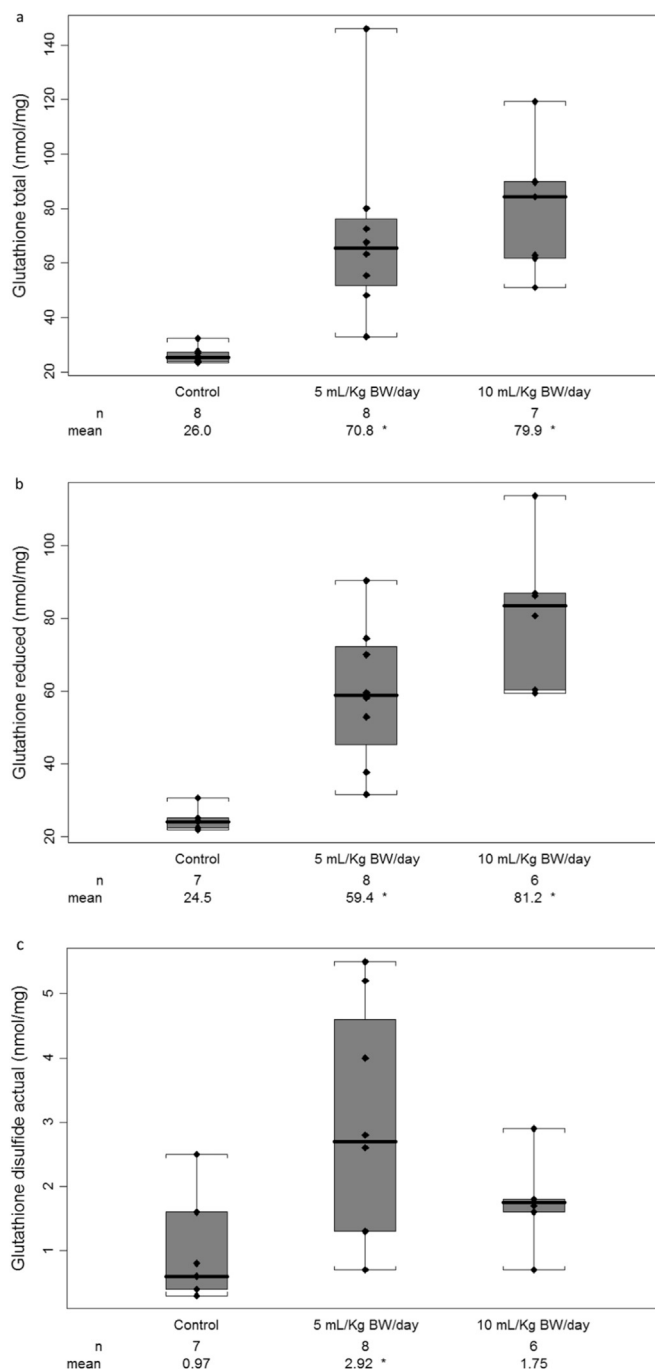 a
Glutathione total (nmol/mg)
140
120
100
80
60
40
20
Control 5 mL/Kg BW/day 10 mL/Kg BW/day
n 8 8 7
mean 26.0 70.8 * 79.9 *
b
Glutathione reduced (nmol/mg)
100
80
60
40
20
Control 5 mL/Kg BW/day 10 mL/Kg BW/day
n 7 8 6
mean 24.5 59.4 * 81.2 *
c
Glutathione disulfide actual (nmol/mg)
5
4
3
2
1
Control 5 mL/Kg BW/day 10 mL/Kg BW/day
n 7 8 6
mean 0.97 2.92 * 1.75